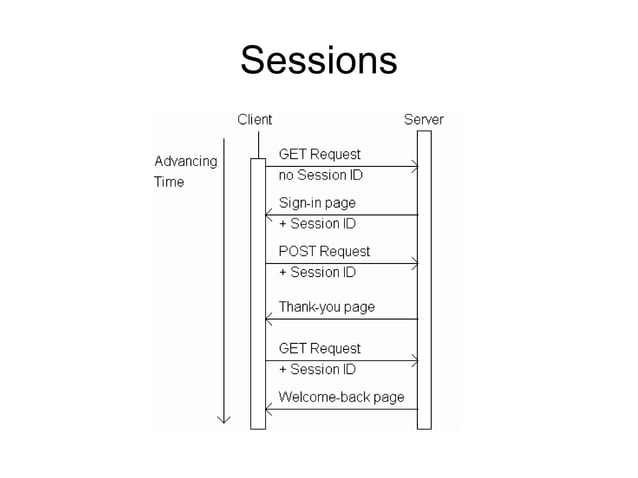 Sessions
Client
Server
Advancing
Time
GET Request
no Session ID
Sign-in page
+ Session ID
POST Request
+ Session ID
Thank-you page
GET Request
+ Session ID
Welcome-back page